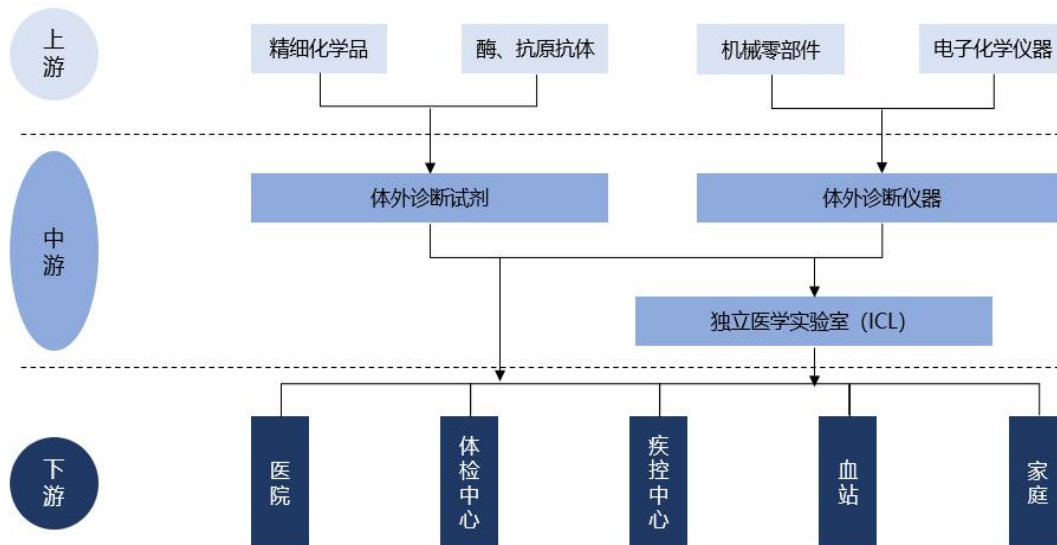 上游
精细化学品
酶、抗原抗体
机械零部件
电子化学仪器
中游
体外诊断试剂
体外诊断仪器
独立医学实验室（ICL）
下游
医院
体检中心
疾控中心
血站
家庭